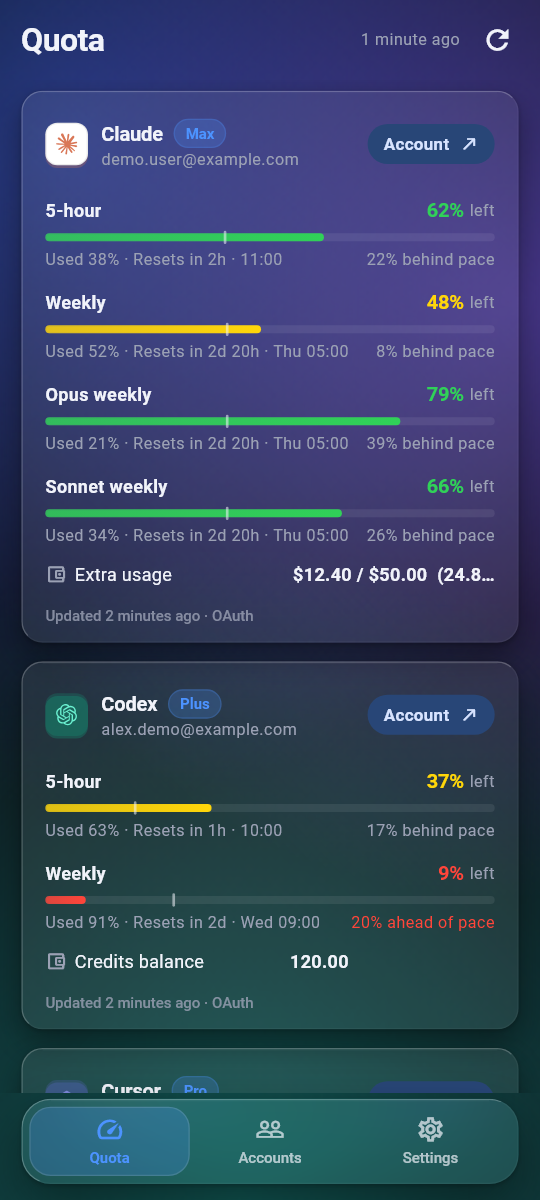 Quota
1 minute ago
Claude Max
demo.user@example.com
Account
5-hour 62% left
Used 38% · Resets in 2h · 11:00 22% behind pace
Weekly 48% left
Used 52% · Resets in 2d 20h · Thu 05:00 8% behind pace
Opus weekly 79% left
Used 21% · Resets in 2d 20h · Thu 05:00 39% behind pace
Sonnet weekly 66% left
Used 34% · Resets in 2d 20h · Thu 05:00 26% behind pace
Extra usage $12.40 / $50.00 (24.8...
Updated 2 minutes ago · OAuth
Codex Plus
alex.demo@example.com
Account
5-hour 37% left
Used 63% · Resets in 1h · 10:00 17% behind pace
Weekly 9% left
Used 91% · Resets in 2d · Wed 09:00 20% ahead of pace
Credits balance 120.00
Updated 2 minutes ago · OAuth
Cursor Pro
Quota Accounts Settings